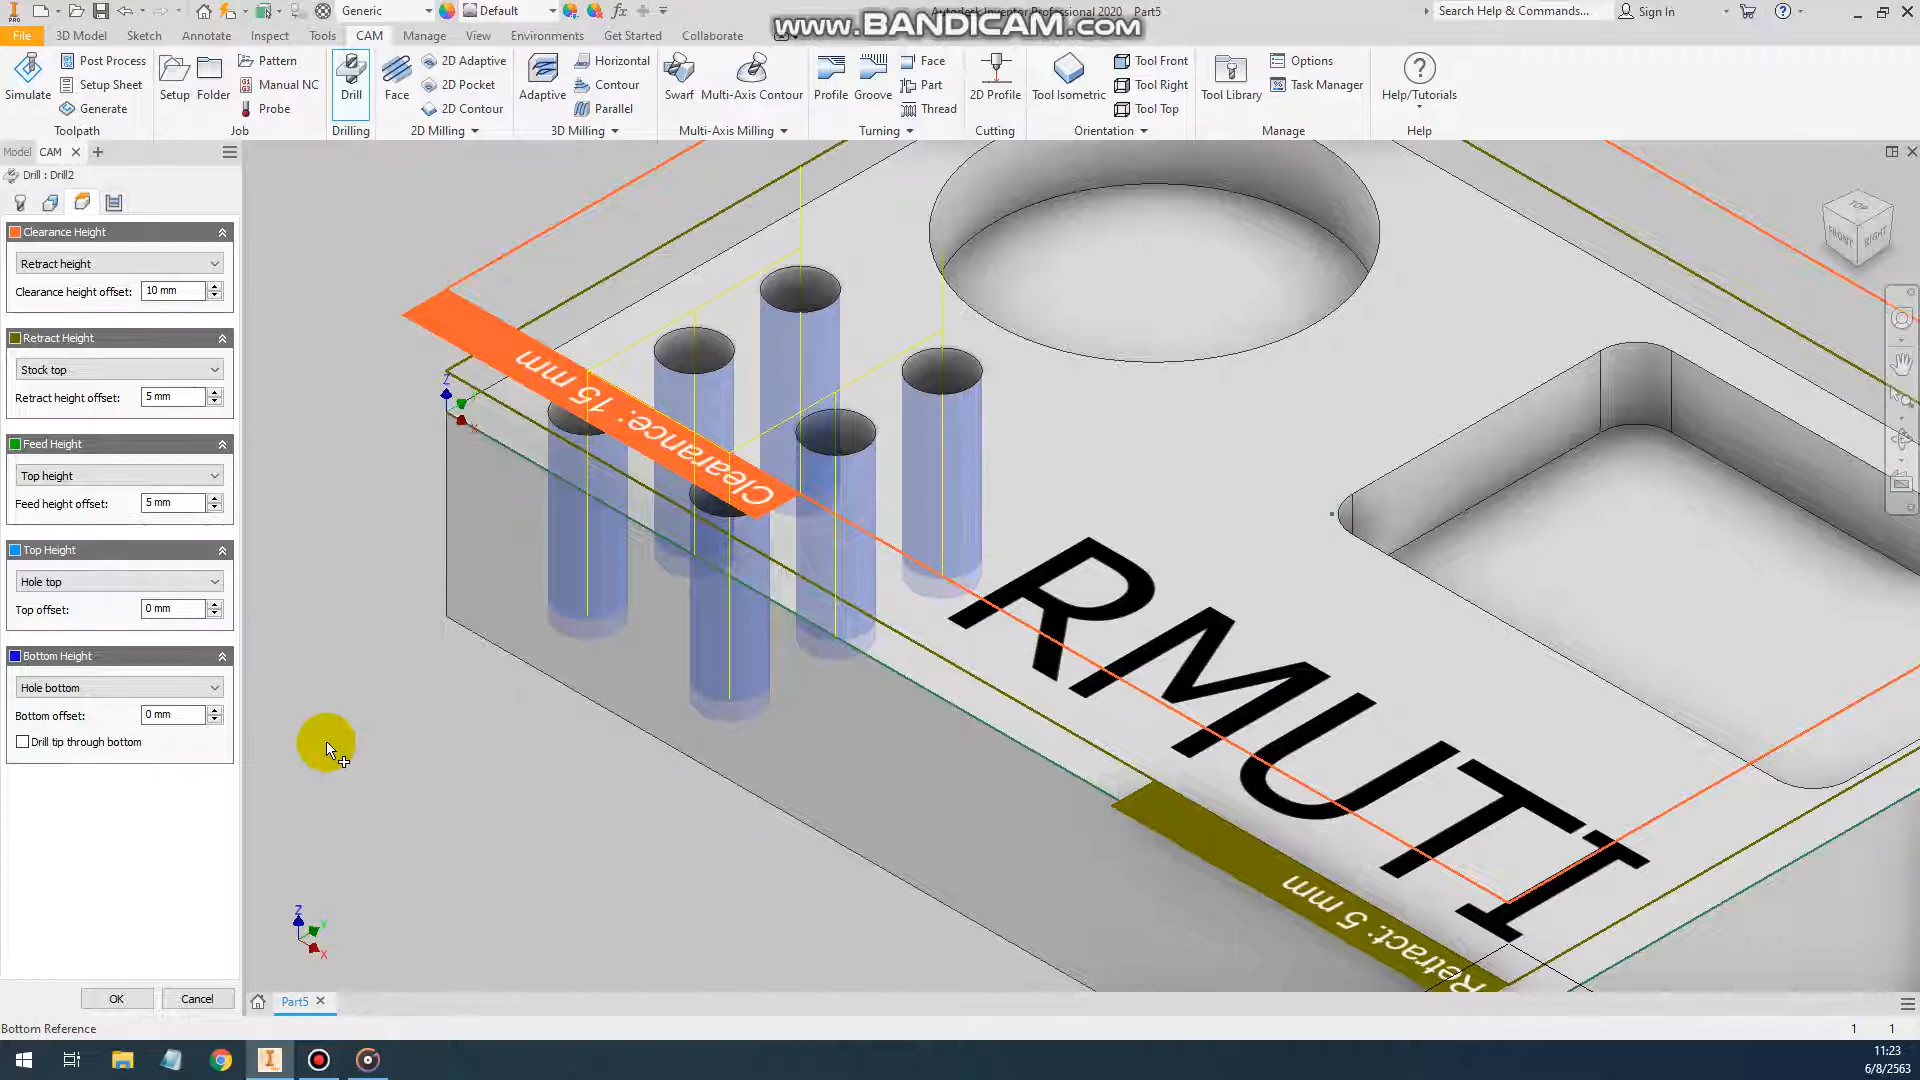 www.BANDICAM.com
Generic
Default
Autodesk Inventor Professional 2020 Part5
Search Help & Commands...
Sign In
File
3D Model
Sketch
Annotate
Inspect
Tools
CAM
Manage
View
Environments
Get Started
Collaborate
Simulate
Post Process
Setup Sheet
Generate
Toolpath
Setup
Folder
Pattern
Manual NC
Probe
Job
Drill
Drilling
Face
2D Adaptive
2D Pocket
2D Contour
2D Milling
Adaptive
Horizontal
Contour
Parallel
3D Milling
Swarf
Multi-Axis Contour
Multi-Axis Milling
Profile
Groove
Face
Part
Thread
Turning
2D Profile
Cutting
Tool Isometric
Tool Front
Tool Right
Tool Top
Orientation
Tool Library
Options
Task Manager
Manage
Help/Tutorials
Help
Model
CAM
Drill : Drill2
Clearance Height
Retract height
Clearance height offset: 10 mm
Retract Height
Stock top
Retract height offset: 5 mm
Feed Height
Top height
Feed height offset: 5 mm
Top Height
Hole top
Top offset: 0 mm
Bottom Height
Hole bottom
Bottom offset: 0 mm
Drill tip through bottom
OK
Cancel
Clearance: 15 mm
Retract: 5 mm
RMUTI
TOP
FRONT
RIGHT
Z
X
Z
Y
X
Part5
Bottom Reference
1 1
11:23
6/8/2563